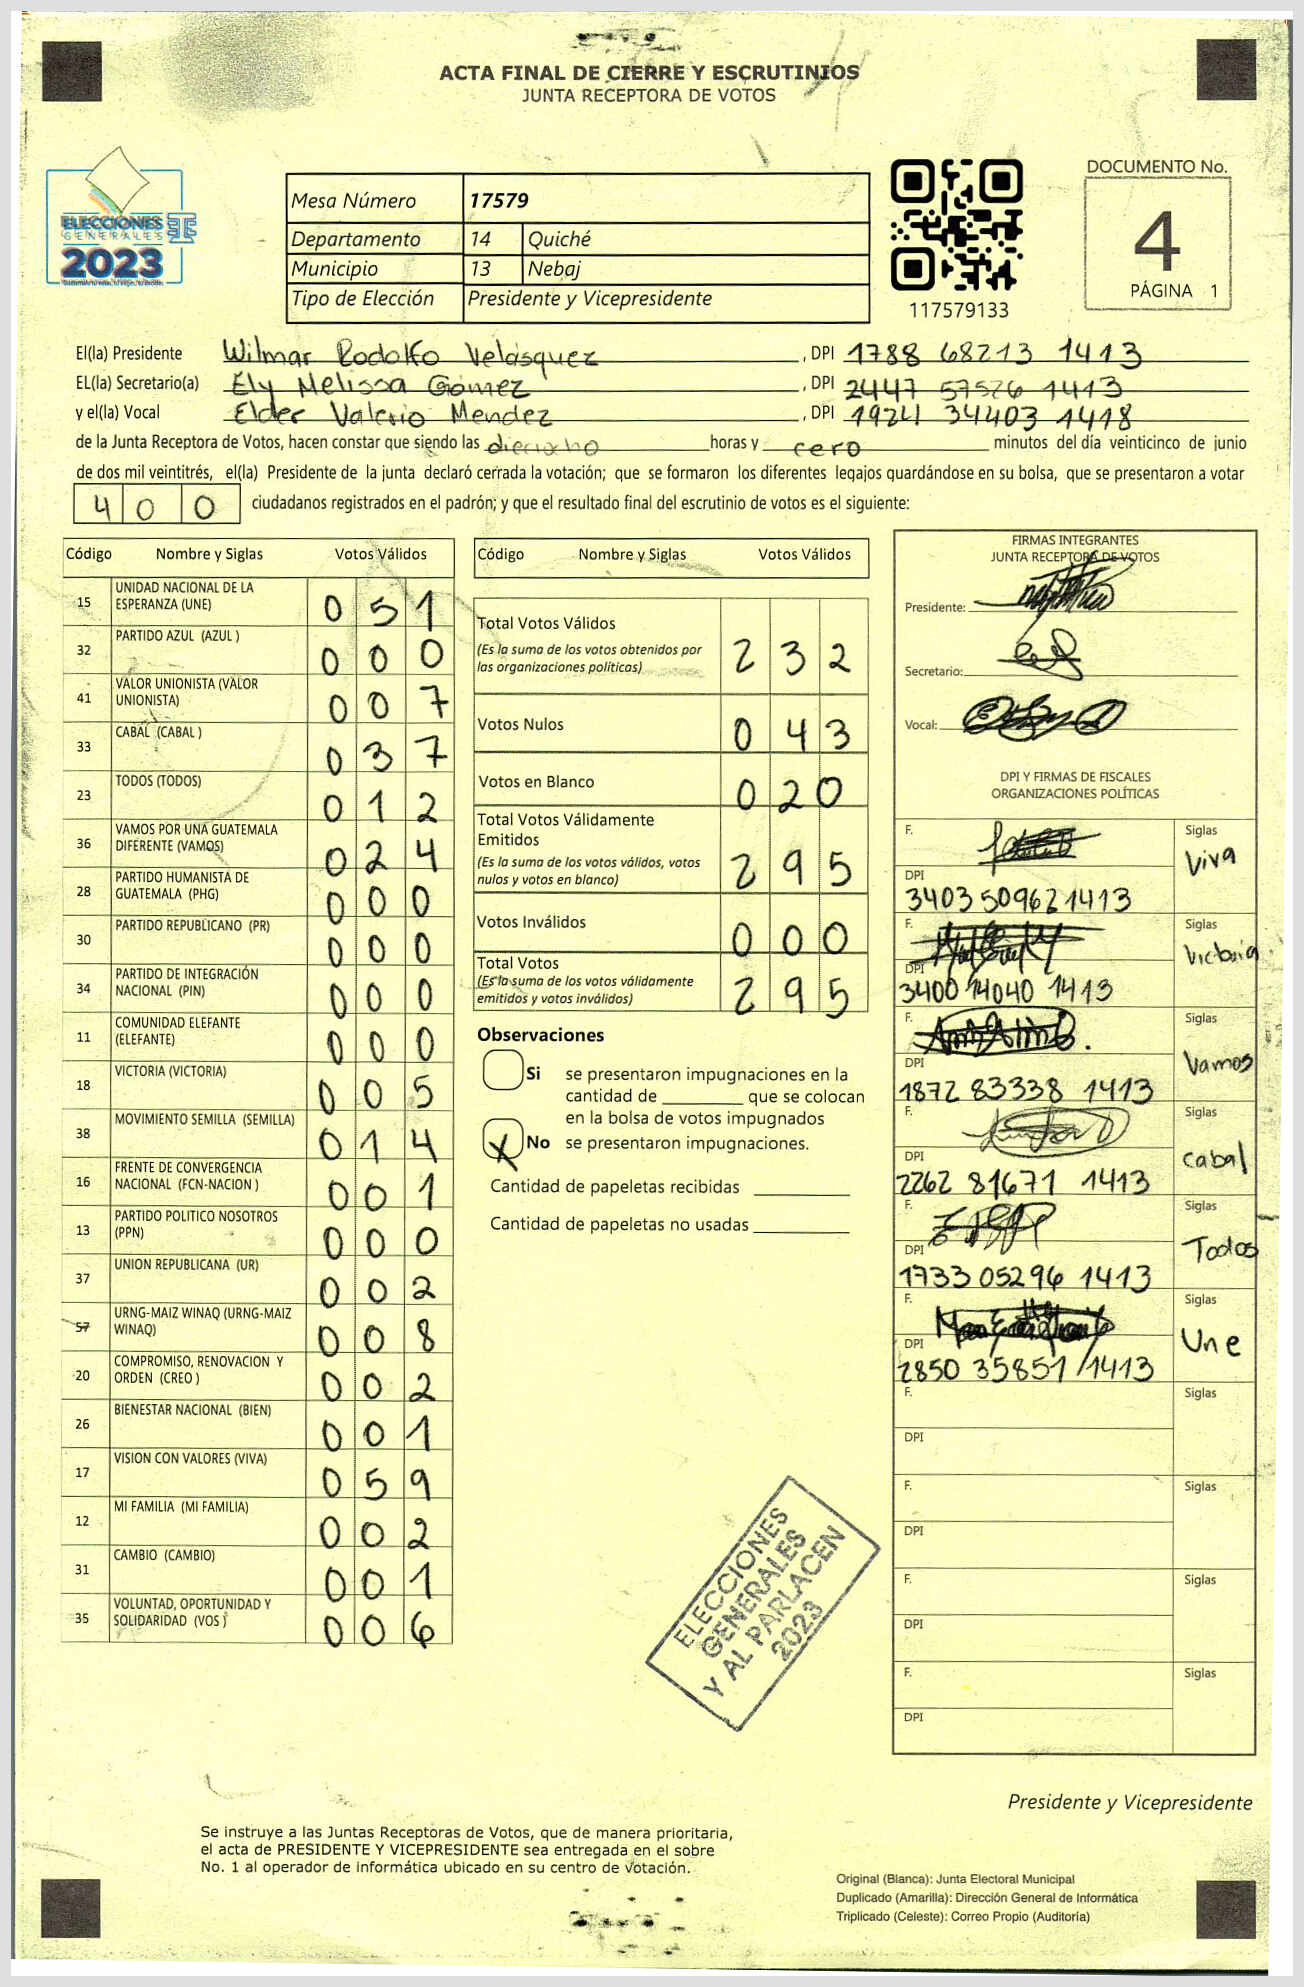 ACTA FINAL DE CIERRE Y ESCRUTINIOS
JUNTA RECEPTORA DE VOTOS
ELECCIONES
GENERALES
2023
Mesa Número 17579
Departamento 14 Quiché
Municipio 13 Nebaj
Tipo de Elección Presidente y Vicepresidente
117579133
DOCUMENTO No.
4
PÁGINA 1
El(la) Presidente Wilmar Rodolfo Velásquez , DPI 1788 68213 1413
EL(la) Secretario(a) Ely Melissa Gómez , DPI 2447 57526 1413
y el(la) Vocal Elder Valerio Mendez , DPI 1924 34403 1418
de la Junta Receptora de Votos, hacen constar que siendo las dieciocho horas y cero minutos del día veinticinco de junio
de dos mil veintitrés, el(la) Presidente de la junta declaró cerrada la votación; que se formaron los diferentes legajos quardándose en su bolsa, que se presentaron a votar
400 ciudadanos registrados en el padrón; y que el resultado final del escrutinio de votos es el siguiente:
Código Nombre y Siglas Votos Válidos
15 UNIDAD NACIONAL DE LA
ESPERANZA (UNE) 0 5 1
32 PARTIDO AZUL (AZUL ) 0 0 0
41 VALOR UNIONISTA (VALOR
UNIONISTA) 0 0 7
33 CABAL (CABAL ) 0 3 7
23 TODOS (TODOS) 0 1 2
36 VAMOS POR UNA GUATEMALA
DIFERENTE (VAMOS) 0 2 4
28 PARTIDO HUMANISTA DE
GUATEMALA (PHG) 0 0 0
30 PARTIDO REPUBLICANO (PR) 0 0 0
34 PARTIDO DE INTEGRACIÓN
NACIONAL (PIN) 0 0 0
11 COMUNIDAD ELEFANTE
(ELEFANTE) 0 0 0
18 VICTORIA (VICTORIA) 0 0 5
38 MOVIMIENTO SEMILLA (SEMILLA) 0 1 4
16 FRENTE DE CONVERGENCIA
NACIONAL (FCN-NACION ) 0 0 1
13 PARTIDO POLITICO NOSOTROS
(PPN) 0 0 0
37 UNION REPUBLICANA (UR) 0 0 2
57 URNG-MAIZ WINAQ (URNG-MAIZ
WINAQ) 0 0 8
20 COMPROMISO, RENOVACION Y
ORDEN (CREO ) 0 0 2
26 BIENESTAR NACIONAL (BIEN) 0 0 1
17 VISION CON VALORES (VIVA) 0 5 9
12 MI FAMILIA (MI FAMILIA) 0 0 2
31 CAMBIO (CAMBIO) 0 0 1
35 VOLUNTAD, OPORTUNIDAD Y
SOLIDARIDAD (VOS ) 0 0 6
Código Nombre y Siglas Votos Válidos
Total Votos Válidos
(Es la suma de los votos obtenidos por
las organizaciones políticas) 2 3 2
Votos Nulos 0 4 3
Votos en Blanco 0 2 0
Total Votos Válidamente
Emitidos
(Es la suma de los votos válidos, votos
nulos y votos en blanco) 2 9 5
Votos Inválidos 0 0 0
Total Votos
(Es la suma de los votos válidamente
emitidos y votos inválidos) 2 9 5
Observaciones
Si se presentaron impugnaciones en la
cantidad de ________ que se colocan
en la bolsa de votos impugnados
X No se presentaron impugnaciones.
Cantidad de papeletas recibidas
Cantidad de papeletas no usadas
ELECCIONES
GENERALES
Y AL PARLACEN
2023
FIRMAS INTEGRANTES
JUNTA RECEPTORA DE VOTOS
Presidente:
Secretario:
Vocal:
DPI Y FIRMAS DE FISCALES
ORGANIZACIONES POLÍTICAS
F. Siglas
Viva
DPI
3403 50962 1413
F. Siglas
Victoria
DPI
3400 14040 1413
F. Siglas
Vamos
DPI
1872 83338 1413
F. Siglas
cabal
DPI
2262 81671 1413
F. Siglas
Todos
DPI
1733 05296 1413
F. Siglas
Une
DPI
2850 35851 1413
F. Siglas
DPI
F. Siglas
DPI
F. Siglas
DPI
F. Siglas
DPI
Presidente y Vicepresidente
Se instruye a las Juntas Receptoras de Votos, que de manera prioritaria,
el acta de PRESIDENTE Y VICEPRESIDENTE sea entregada en el sobre
No. 1 al operador de informática ubicado en su centro de votación.
Original (Blanca): Junta Electoral Municipal
Duplicado (Amarilla): Dirección General de Informática
Triplicado (Celeste): Correo Propio (Auditoría)